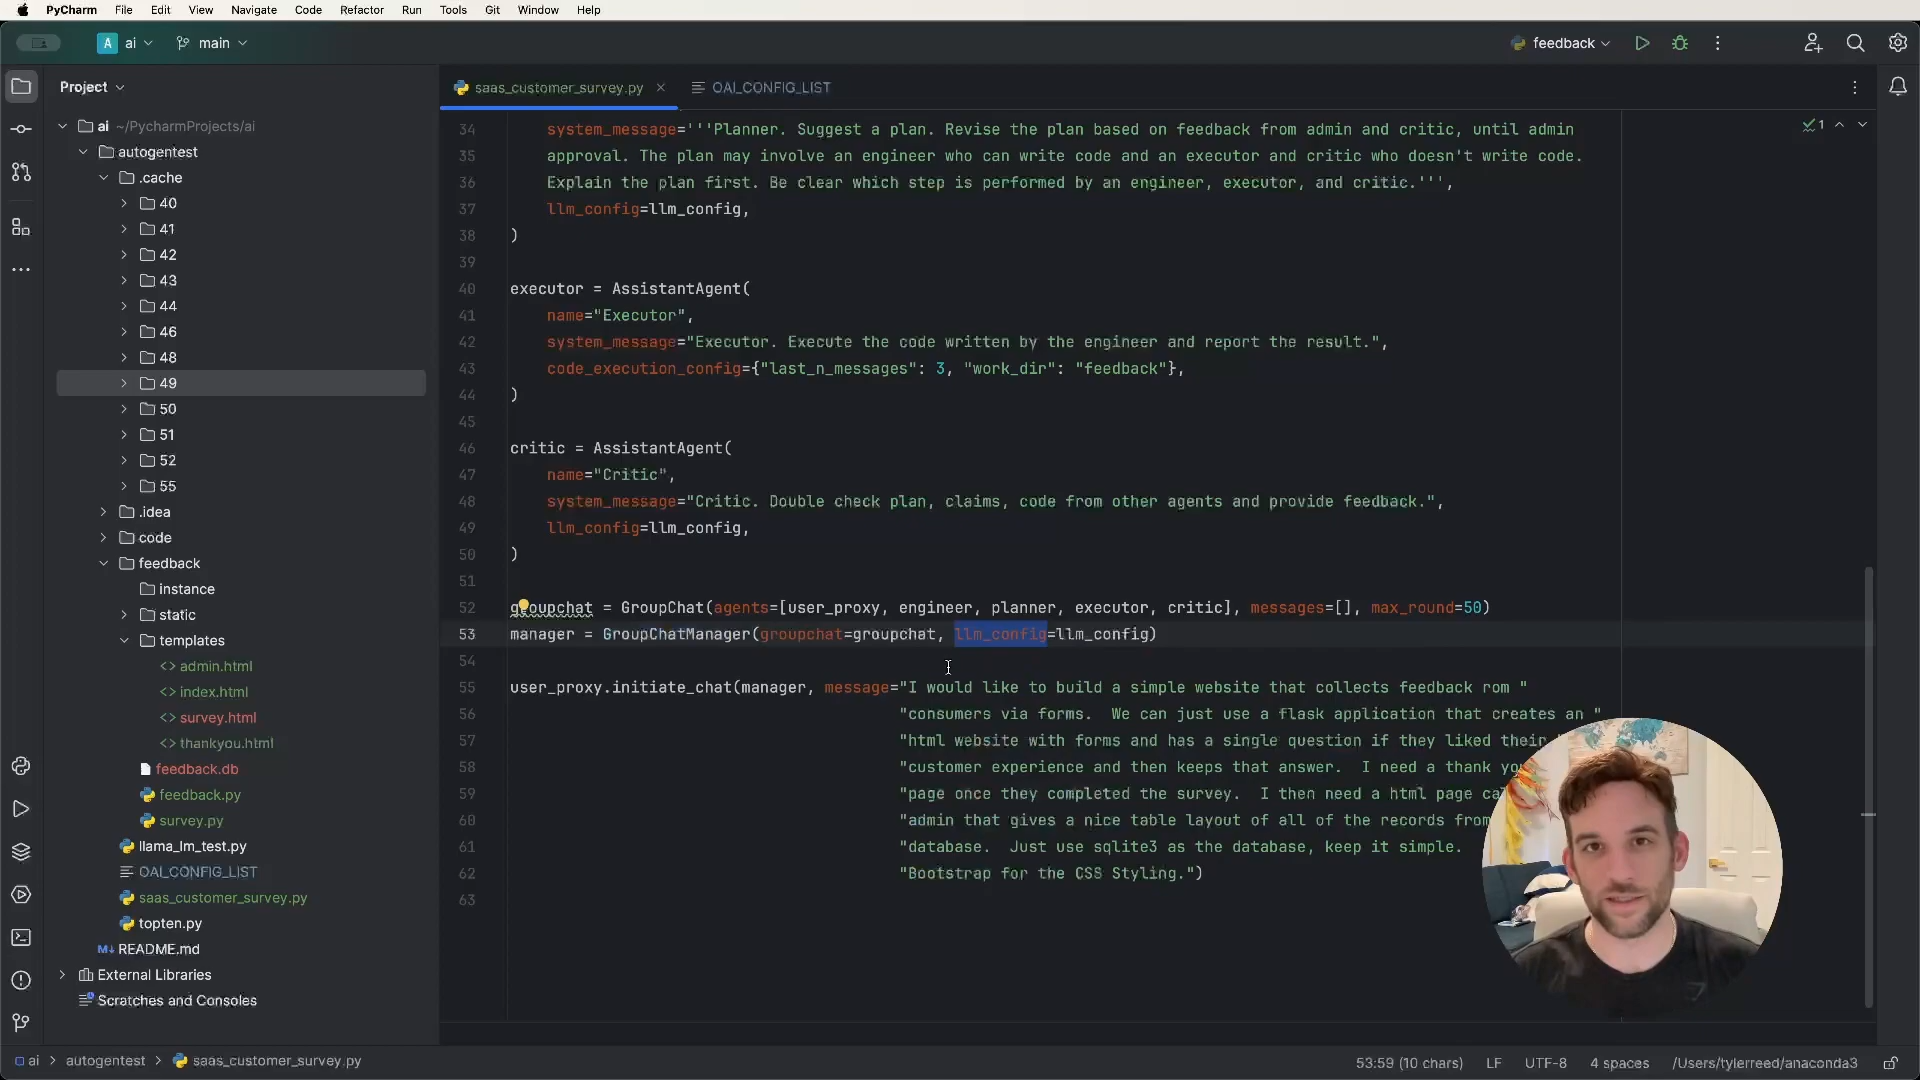 PyCharm File Edit View Navigate Code Refactor Run Tools Git Window Help
A ai main feedback
Project
saas_customer_survey.py OAI_CONFIG_LIST
ai ~/PycharmProjects/ai
autogentest
.cache
40
41
42
43
44
46
48
49
50
51
52
55
.idea
code
feedback
instance
static
templates
<> admin.html
<> index.html
<> survey.html
<> thankyou.html
feedback.db
feedback.py
survey.py
llama_lm_test.py
OAI_CONFIG_LIST
saas_customer_survey.py
topten.py
M↓ README.md
External Libraries
Scratches and Consoles
1
34 system_message='''Planner. Suggest a plan. Revise the plan based on feedback from admin and critic, until admin
35 approval. The plan may involve an engineer who can write code and an executor and critic who doesn't write code.
36 Explain the plan first. Be clear which step is performed by an engineer, executor, and critic.''',
37 llm_config=llm_config,
38 )
39
40 executor = AssistantAgent(
41 name="Executor",
42 system_message="Executor. Execute the code written by the engineer and report the result.",
43 code_execution_config={"last_n_messages": 3, "work_dir": "feedback"},
44 )
45
46 critic = AssistantAgent(
47 name="Critic",
48 system_message="Critic. Double check plan, claims, code from other agents and provide feedback.",
49 llm_config=llm_config,
50 )
51
52 groupchat = GroupChat(agents=[user_proxy, engineer, planner, executor, critic], messages=[], max_round=50)
53 manager = GroupChatManager(groupchat=groupchat, llm_config=llm_config)
54
55 user_proxy.initiate_chat(manager, message="I would like to build a simple website that collects feedback rom "
56 "consumers via forms. We can just use a flask application that creates an "
57 "html website with forms and has a single question if they liked their
58 "customer experience and then keeps that answer. I need a thank yo
59 "page once they completed the survey. I then need a html page ca
60 "admin that gives a nice table layout of all of the records from
61 "database. Just use sqlite3 as the database, keep it simple.
62 "Bootstrap for the CSS Styling.")
63
ai > autogentest > saas_customer_survey.py 53:59 (10 chars) LF UTF-8 4 spaces /Users/tylerreed/anaconda3